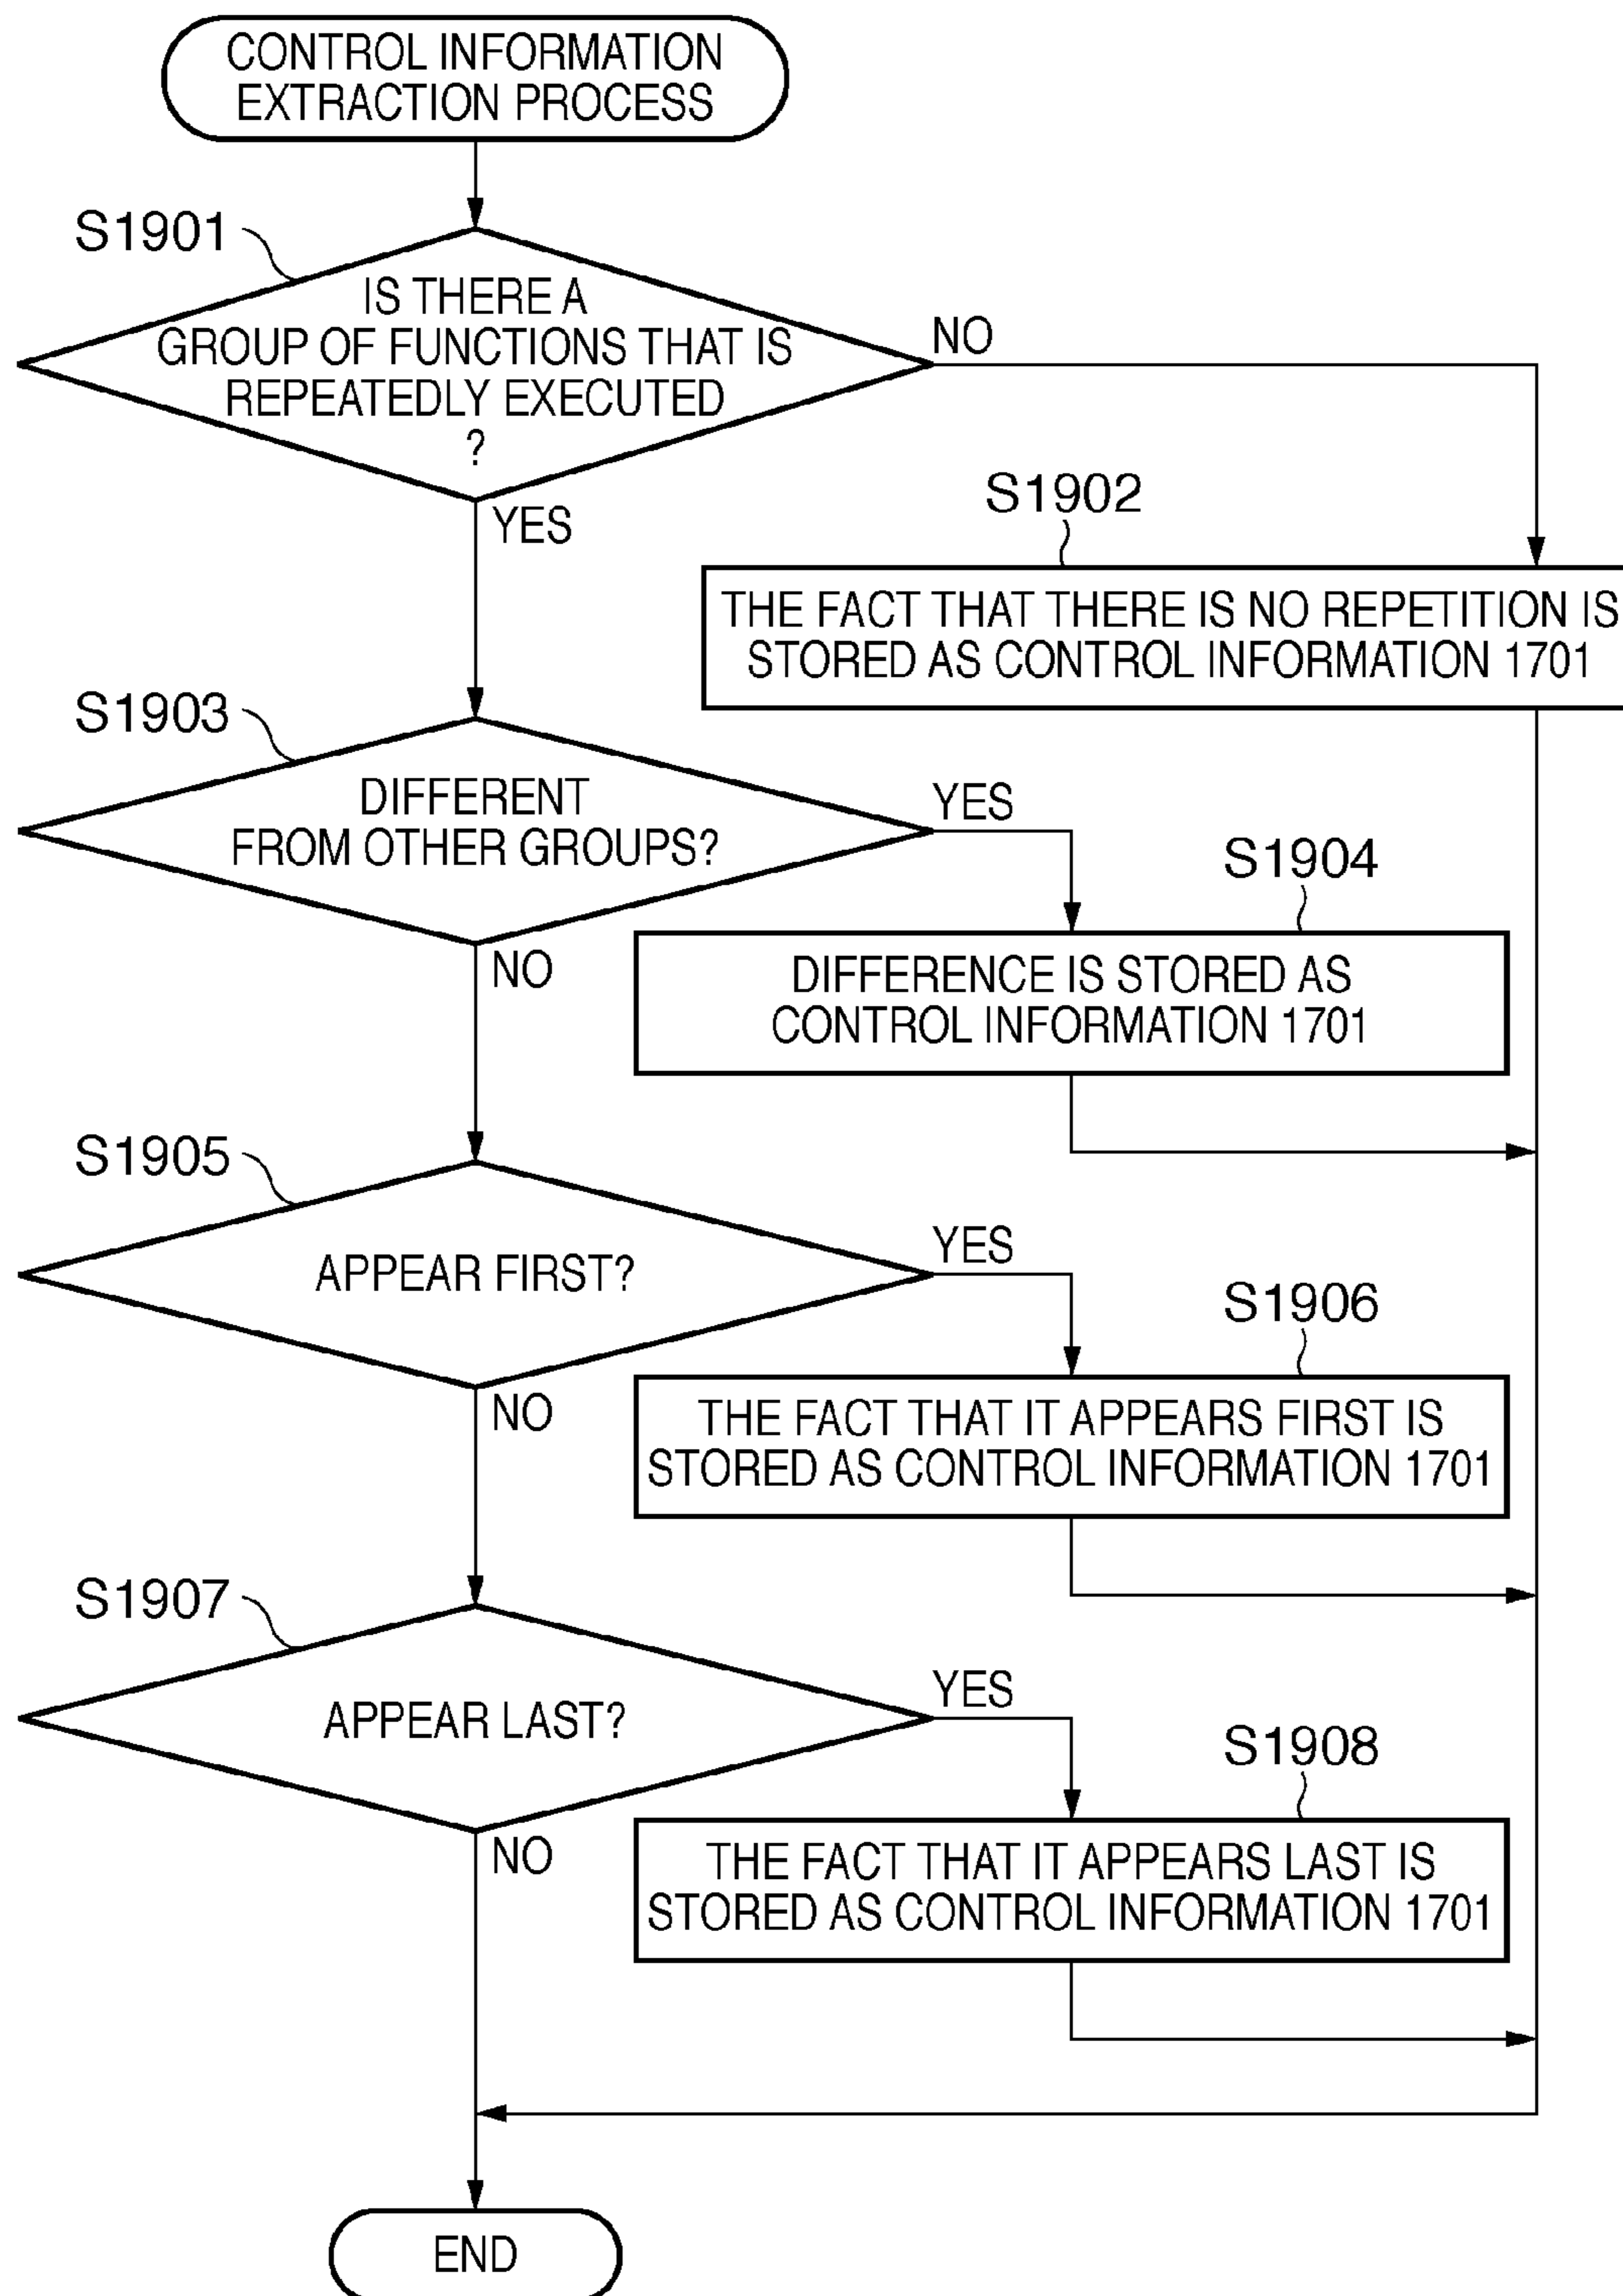 CONTROL INFORMATION
EXTRACTION PROCESS
S1901
IS THERE A
GROUP OF FUNCTIONS THAT IS
REPEATEDLY EXECUTED
?
NO
YES
S1902
THE FACT THAT THERE IS NO REPETITION IS
STORED AS CONTROL INFORMATION 1701
S1903
DIFFERENT
FROM OTHER GROUPS?
YES
NO
S1904
DIFFERENCE IS STORED AS
CONTROL INFORMATION 1701
S1905
APPEAR FIRST?
YES
NO
S1906
THE FACT THAT IT APPEARS FIRST IS
STORED AS CONTROL INFORMATION 1701
S1907
APPEAR LAST?
YES
NO
S1908
THE FACT THAT IT APPEARS LAST IS
STORED AS CONTROL INFORMATION 1701
END